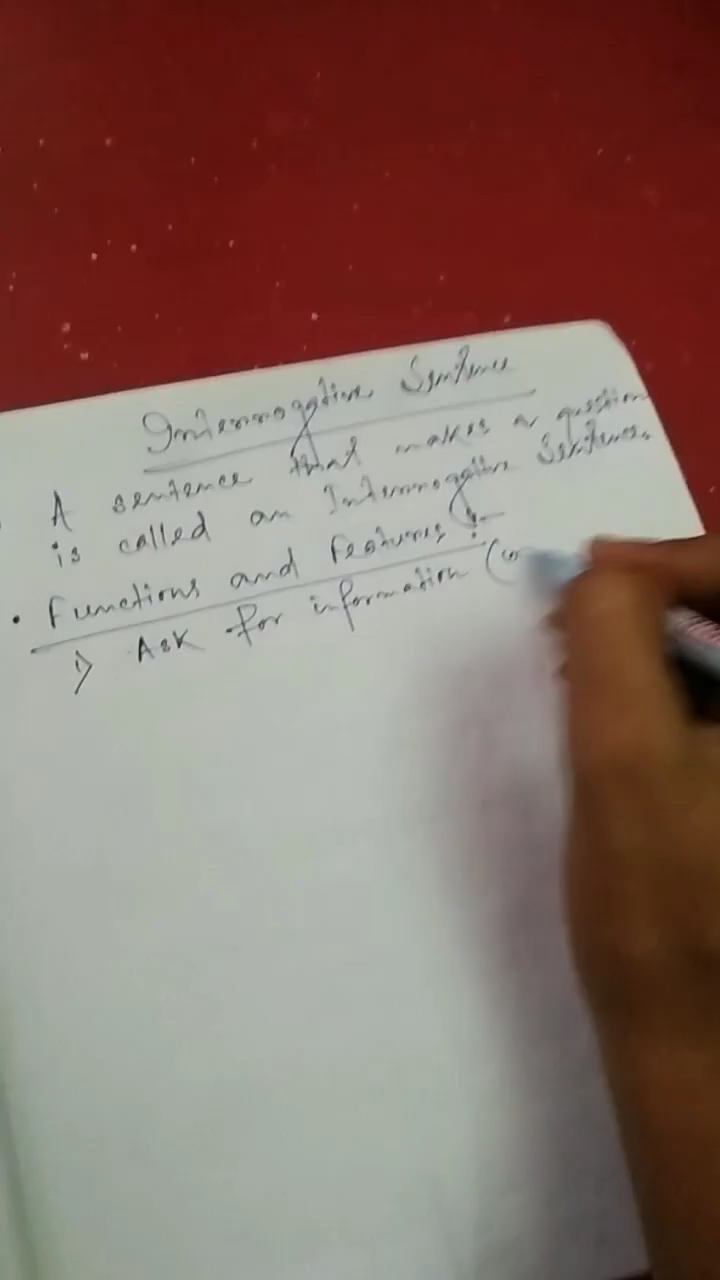 Interrogative Sentence
A sentence that makes a question
is called an Interrogative Sentence.
• Functions and Features :-
1) Ask for information (